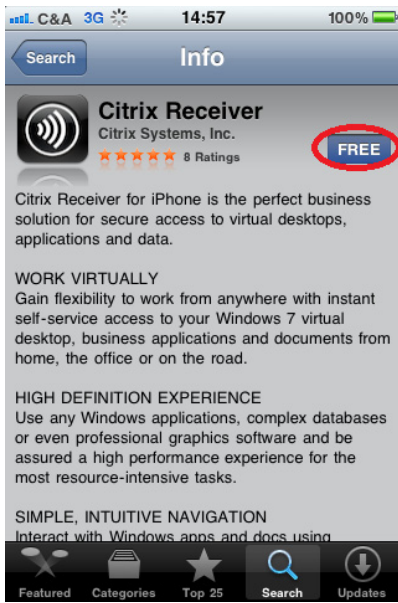 C&A 3G 14:57 100%
Search Info
Citrix Receiver
Citrix Systems, Inc.
8 Ratings
FREE
Citrix Receiver for iPhone is the perfect business
solution for secure access to virtual desktops,
applications and data.
WORK VIRTUALLY
Gain flexibility to work from anywhere with instant
self-service access to your Windows 7 virtual
desktop, business applications and documents from
home, the office or on the road.
HIGH DEFINITION EXPERIENCE
Use any Windows applications, complex databases
or even professional graphics software and be
assured a high performance experience for the
most resource-intensive tasks.
SIMPLE, INTUITIVE NAVIGATION
Interact with Windows apps and docs using
Featured Categories Top 25 Search Updates